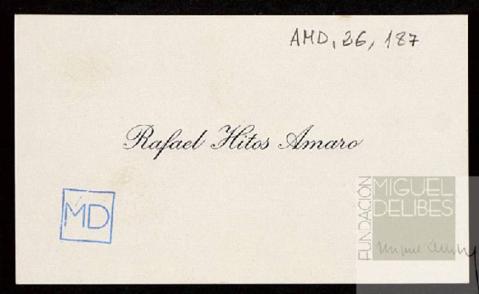 AMD, 26, 187
Rafael Hitos Amaro
MD
FUNDACIÓN
MIGUEL
DELIBES